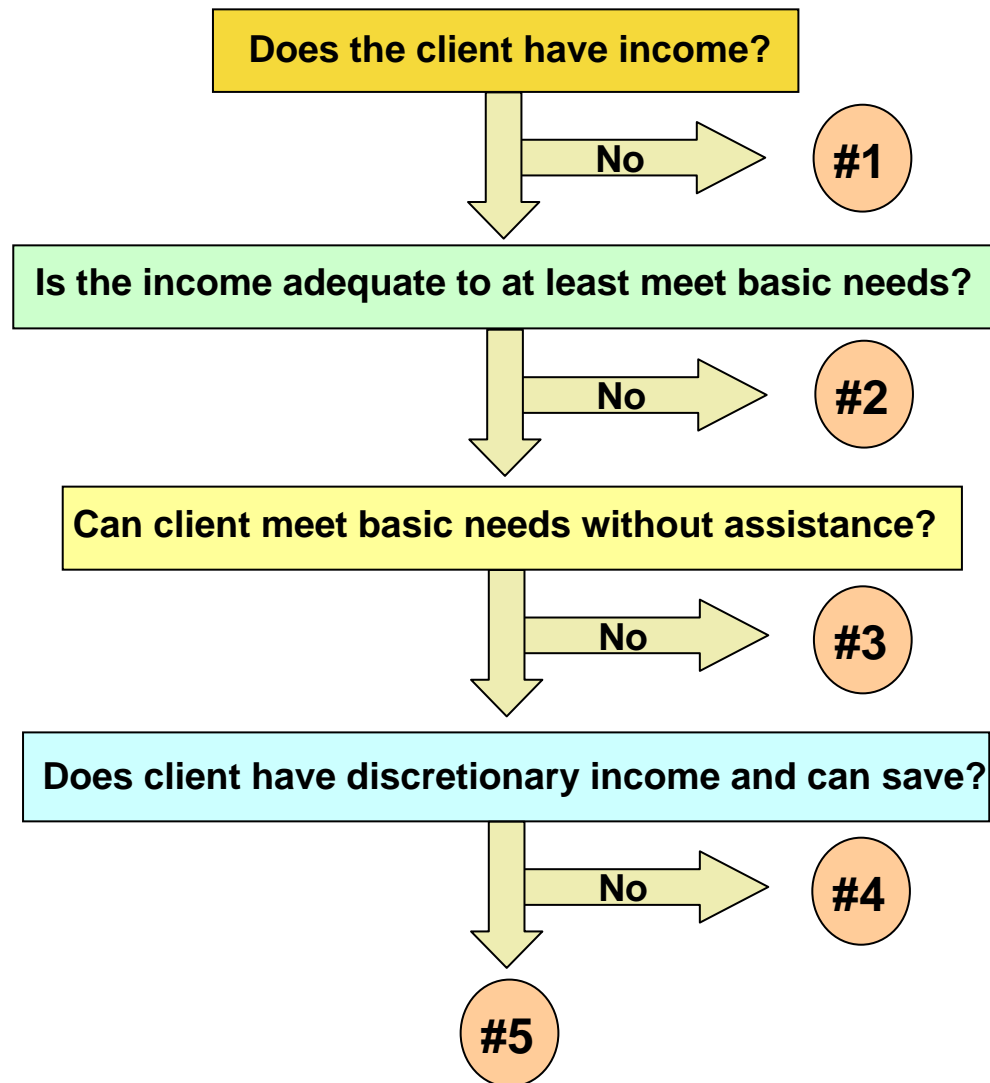 Does the client have income?
No
#1
Is the income adequate to at least meet basic needs?
No
#2
Can client meet basic needs without assistance?
No
#3
Does client have discretionary income and can save?
No
#4
#5